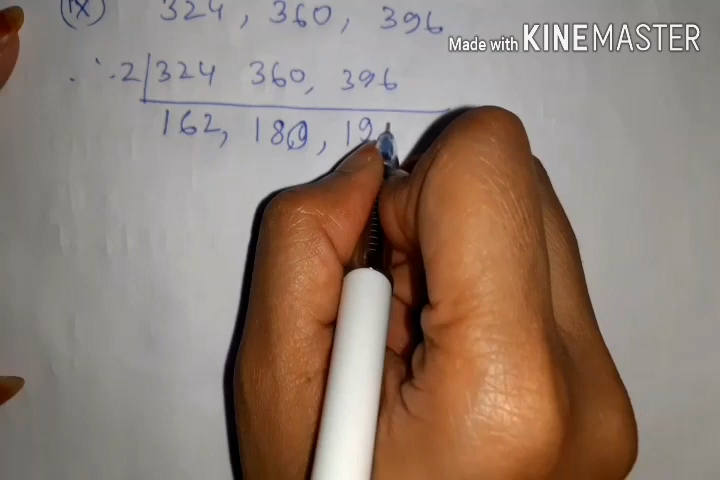 (ix) 324, 360, 396
Made with KINEMASTER
∴ 2 | 324 360, 396
162, 180, 19